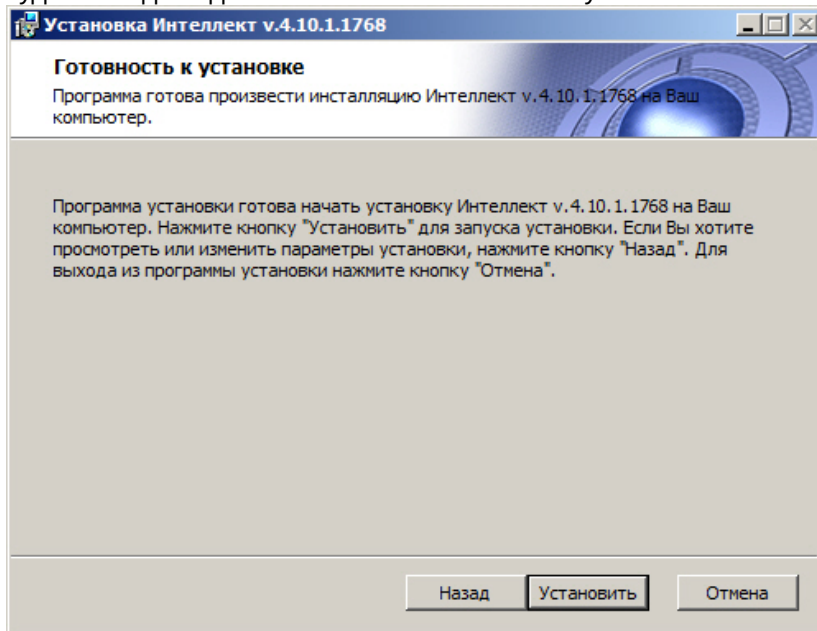 Установка Интеллект v.4.10.1.1768
Готовность к установке
Программа готова произвести инсталляцию Интеллект v.4.10.1.1768 на Ваш
компьютер.
Программа установки готова начать установку Интеллект v.4.10.1.1768 на Ваш
компьютер. Нажмите кнопку "Установить" для запуска установки. Если Вы хотите
просмотреть или изменить параметры установки, нажмите кнопку "Назад". Для
выхода из программы установки нажмите кнопку "Отмена".
Назад Установить Отмена